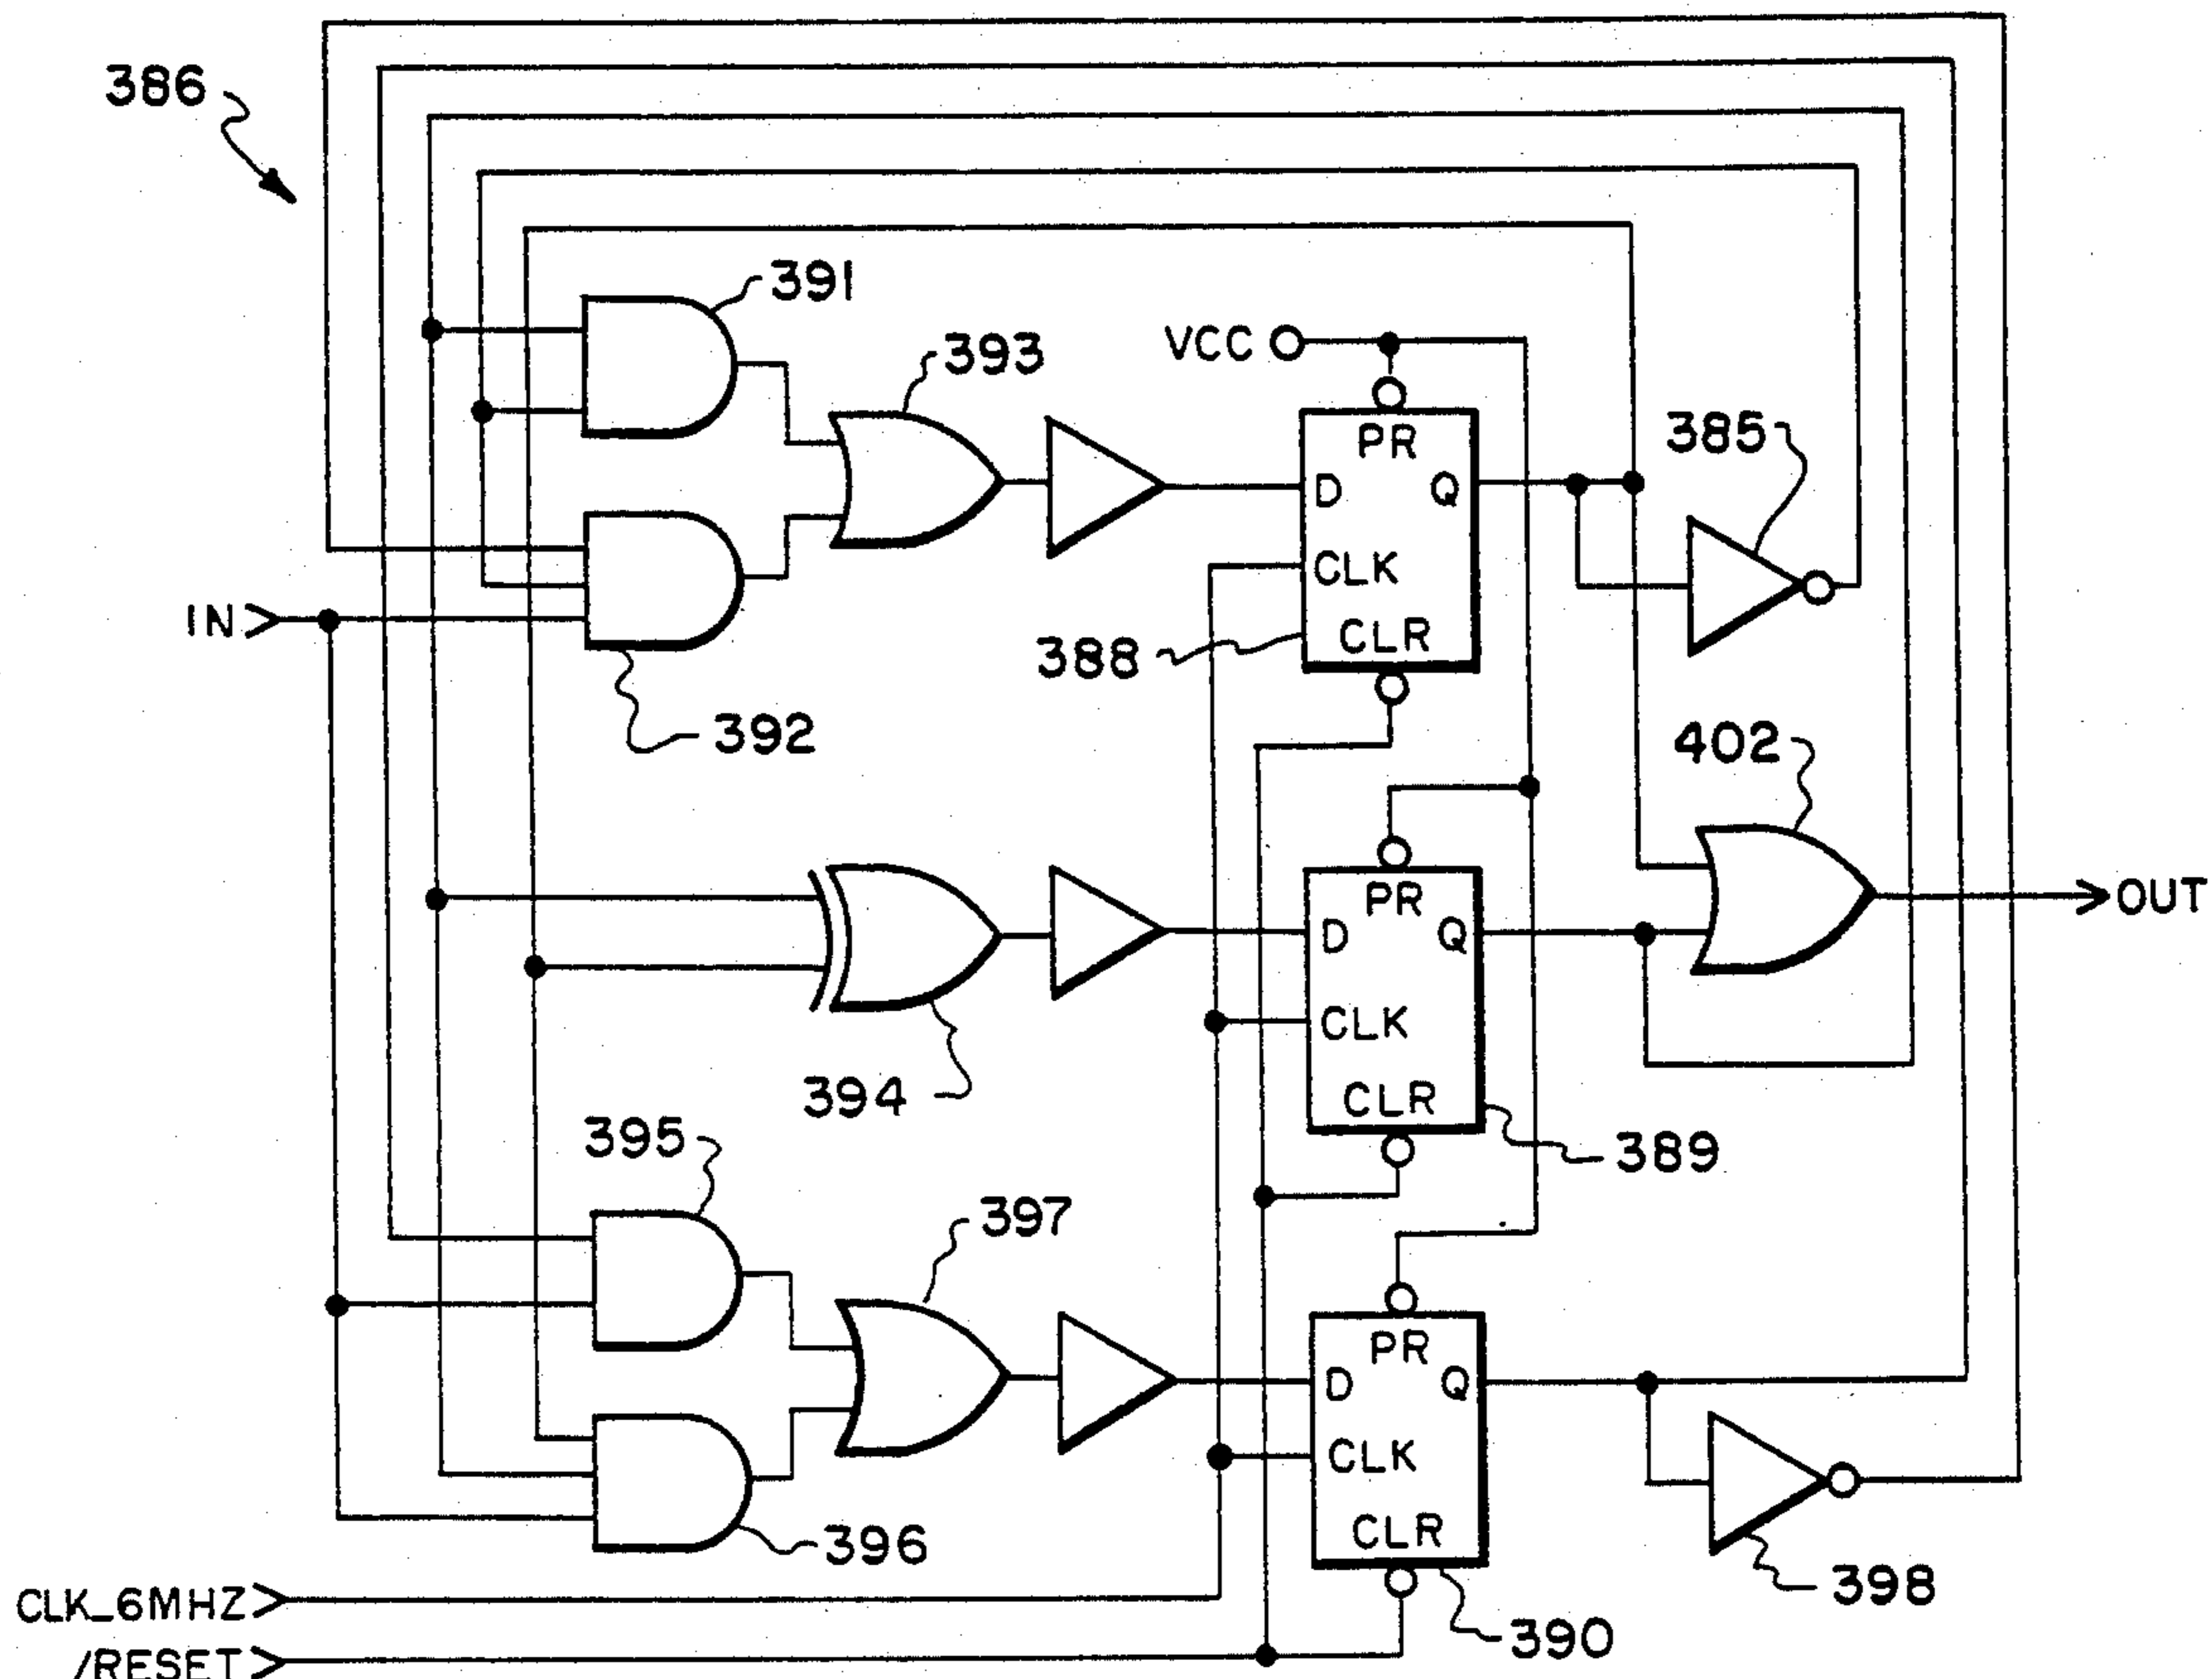 386
391
393
VCC
385
PR
D Q
CLK
CLR
IN
388
392
402
PR
D Q
CLK
CLR
OUT
394
395
389
397
PR
D Q
CLK
CLR
396
398
CLK_6MHZ
390
/RESET